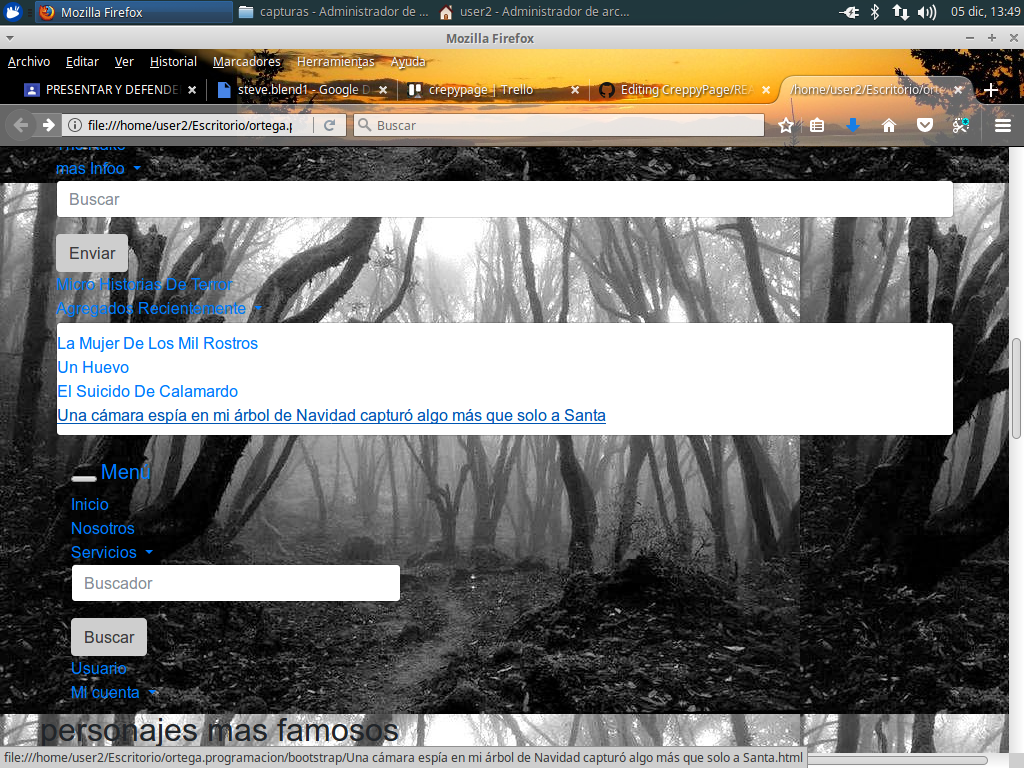 Mozilla Firefox
capturas - Administrador de ...
user2 - Administrador de arc...
05 dic, 13:49
Mozilla Firefox
Archivo Editar Ver Historial Marcadores Herramientas Ayuda
PRESENTAR Y DEFENDE
steve.blend1 - Google D
crepypage | Trello
Editing CreppyPage/REA
/home/user2/Escritorio/orte
file:///home/user2/Escritorio/ortega.p
Buscar
mas Infoo
Buscar
Enviar
Micro Historias De Terror
Agregados Recientemente
La Mujer De Los Mil Rostros
Un Huevo
El Suicido De Calamardo
Una cámara espía en mi árbol de Navidad capturó algo más que solo a Santa
Menú
Inicio
Nosotros
Servicios
Buscador
Buscar
Usuario
Mi cuenta
personajes mas famosos
file:///home/user2/Escritorio/ortega.programacion/bootstrap/Una cámara espía en mi árbol de Navidad capturó algo más que solo a Santa.html